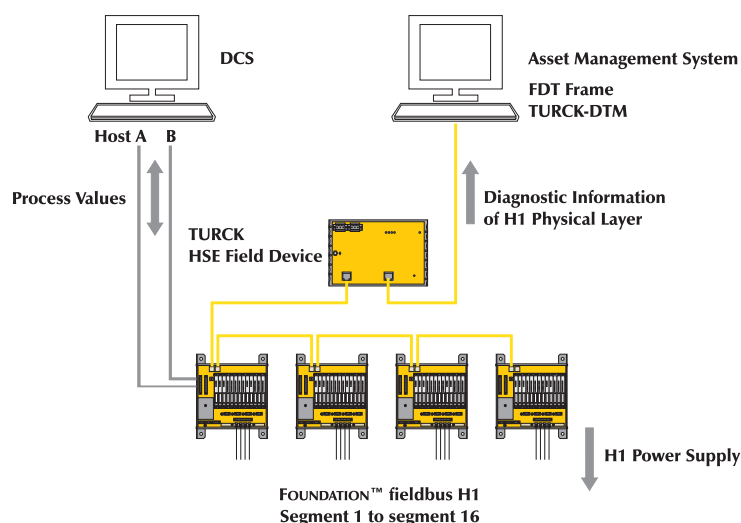 DCS
Asset Management System
FDT Frame
TURCK-DTM
Host A B
Process Values
Diagnostic Information
of H1 Physical Layer
TURCK
HSE Field Device
H1 Power Supply
FOUNDATION™ fieldbus H1
Segment 1 to segment 16